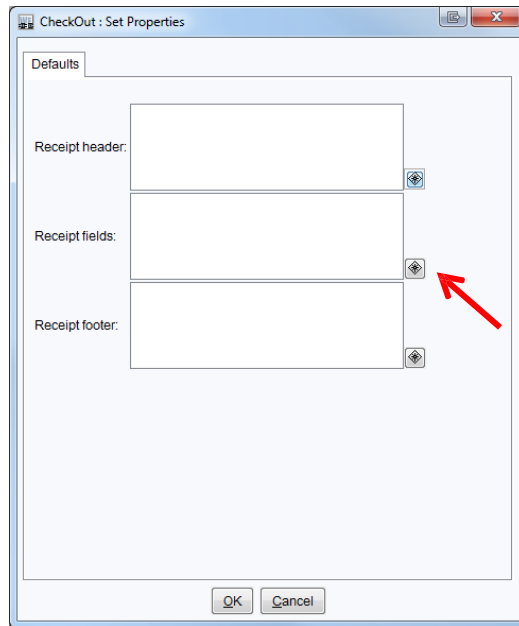 CheckOut : Set Properties
Defaults
Receipt header:
Receipt fields:
Receipt footer:
OK Cancel